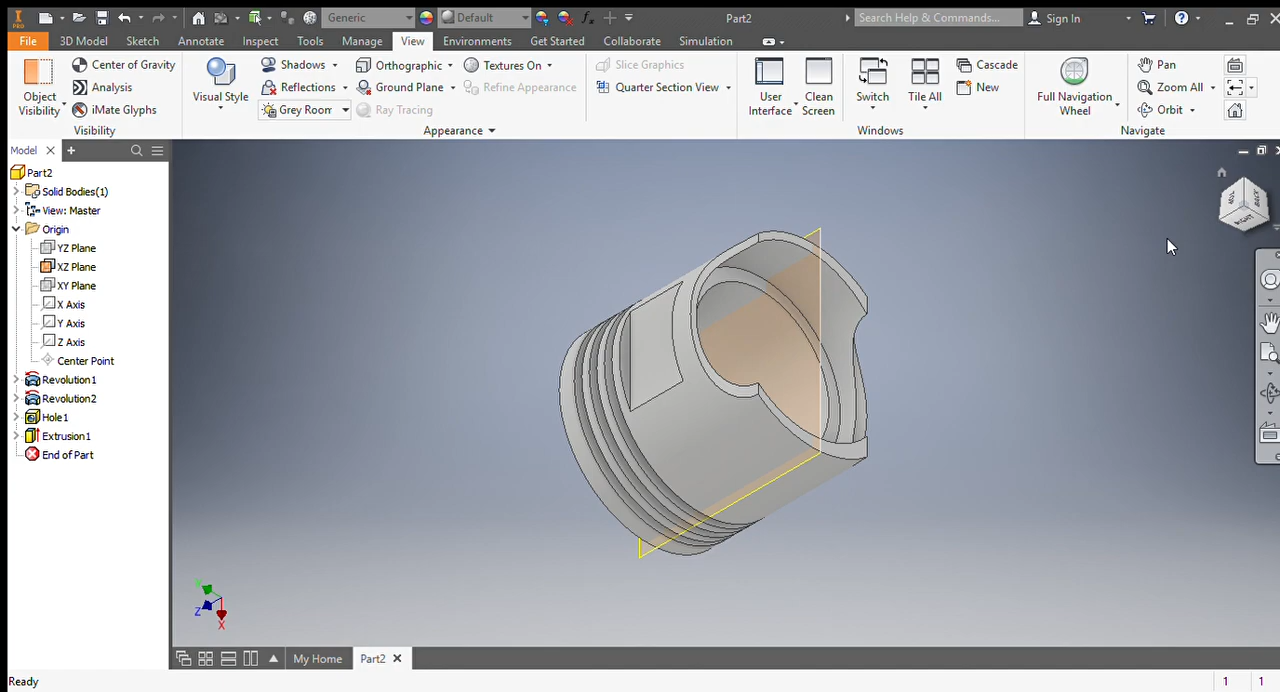 PRO
Generic
Default
fx
Part2
Search Help & Commands...
Sign In
File 3D Model Sketch Annotate Inspect Tools Manage View Environments Get Started Collaborate Simulation
Object Visibility
Center of Gravity
Analysis
iMate Glyphs
Visibility
Visual Style
Shadows
Reflections
Grey Room
Orthographic
Ground Plane
Ray Tracing
Textures On
Refine Appearance
Appearance
Slice Graphics
Quarter Section View
User Interface
Clean Screen
Switch
Tile All
Cascade
New
Windows
Full Navigation Wheel
Pan
Zoom All
Orbit
Navigate
Model
Part2
Solid Bodies(1)
View: Master
Origin
YZ Plane
XZ Plane
XY Plane
X Axis
Y Axis
Z Axis
Center Point
Revolution1
Revolution2
Hole1
Extrusion1
End of Part
BACK
RIGHT
Z
X
My Home
Part2
Ready
1 1